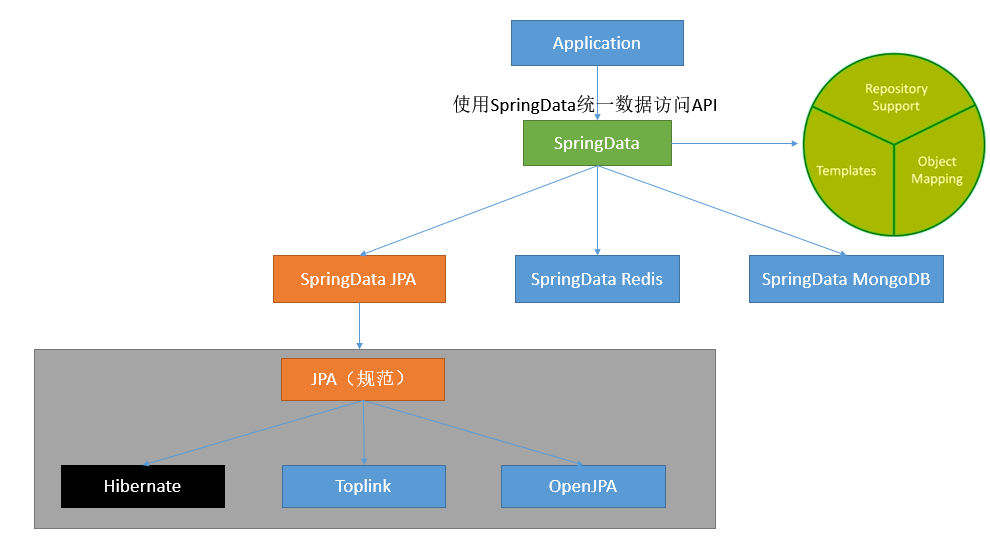 Application
使用SpringData统一数据访问API
SpringData
Repository
Support
Templates
Object
Mapping
SpringData JPA
SpringData Redis
SpringData MongoDB
JPA（规范）
Hibernate
Toplink
OpenJPA